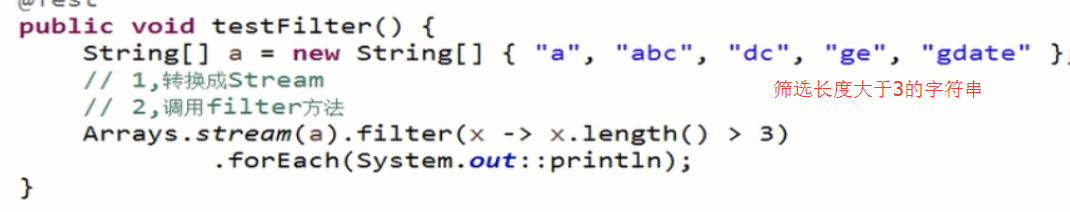 @Test
public void testFilter() {
String[] a = new String[] { "a", "abc", "dc", "ge", "gdate" };
// 1,转换成Stream
筛选长度大于3的字符串
// 2,调用filter方法
Arrays.stream(a).filter(x -> x.length() > 3)
.forEach(System.out::println);
}